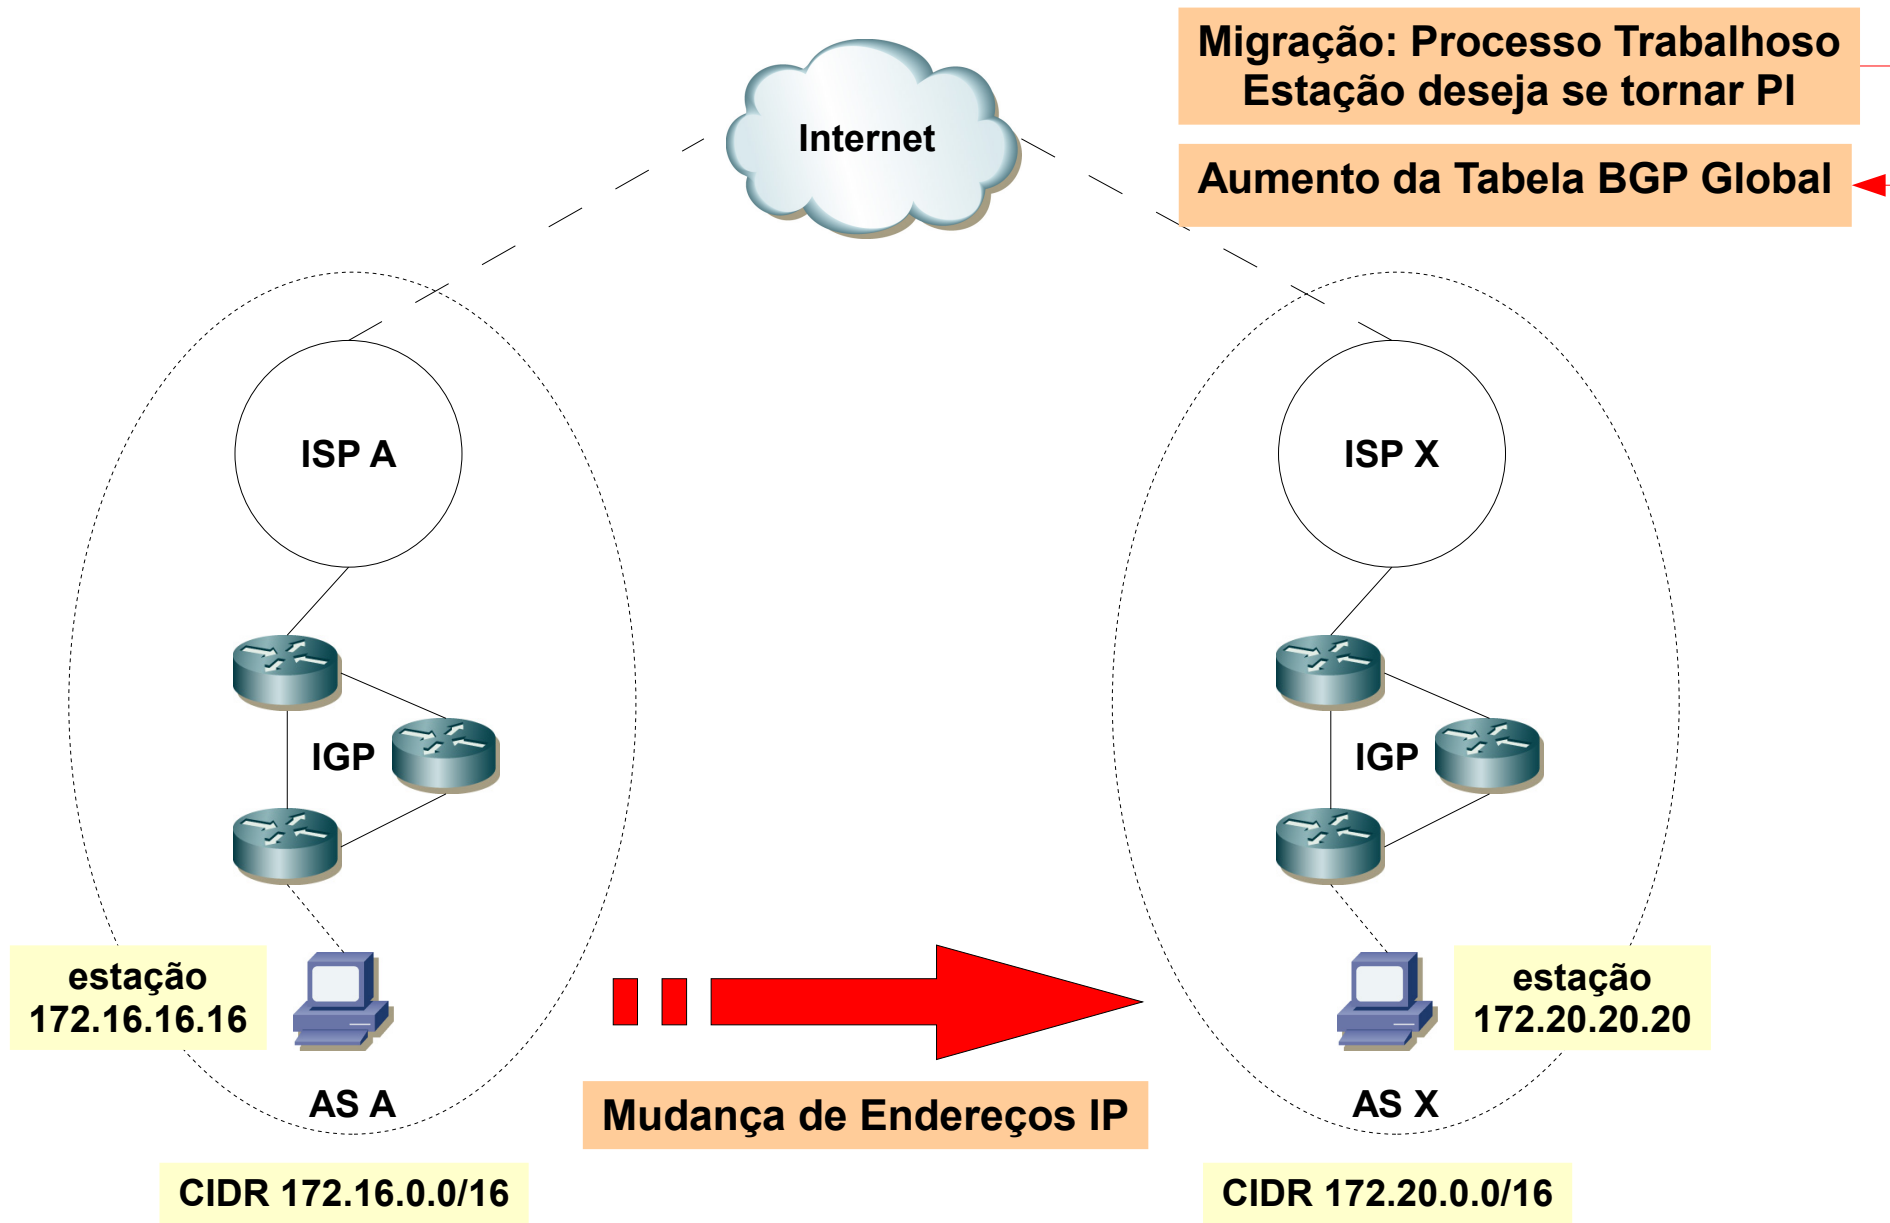 Migração: Processo Trabalhoso
Estação deseja se tornar PI
Internet
Aumento da Tabela BGP Global
ISP A
ISP X
IGP
IGP
estação
172.16.16.16
estação
172.20.20.20
AS A
AS X
Mudança de Endereços IP
CIDR 172.16.0.0/16
CIDR 172.20.0.0/16